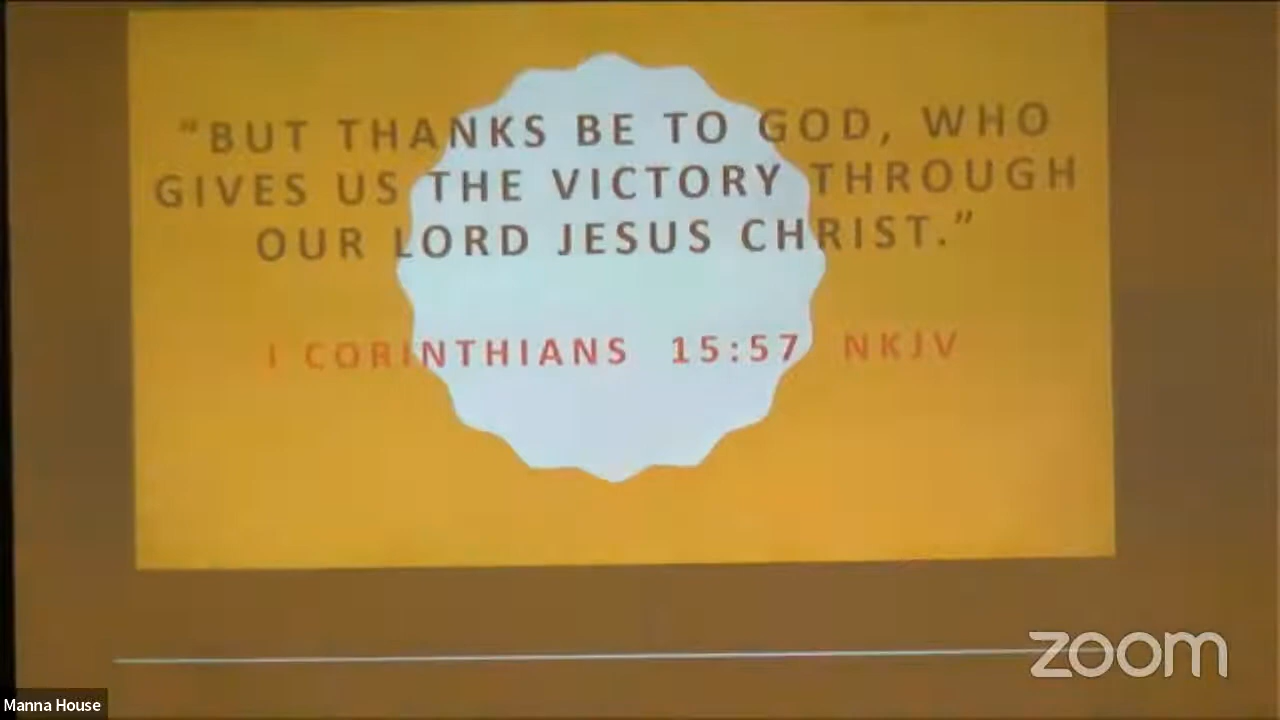 “BUT THANKS BE TO GOD, WHO
GIVES US THE VICTORY THROUGH
OUR LORD JESUS CHRIST.”
I CORINTHIANS 15:57 NKJV
zoom
Manna House